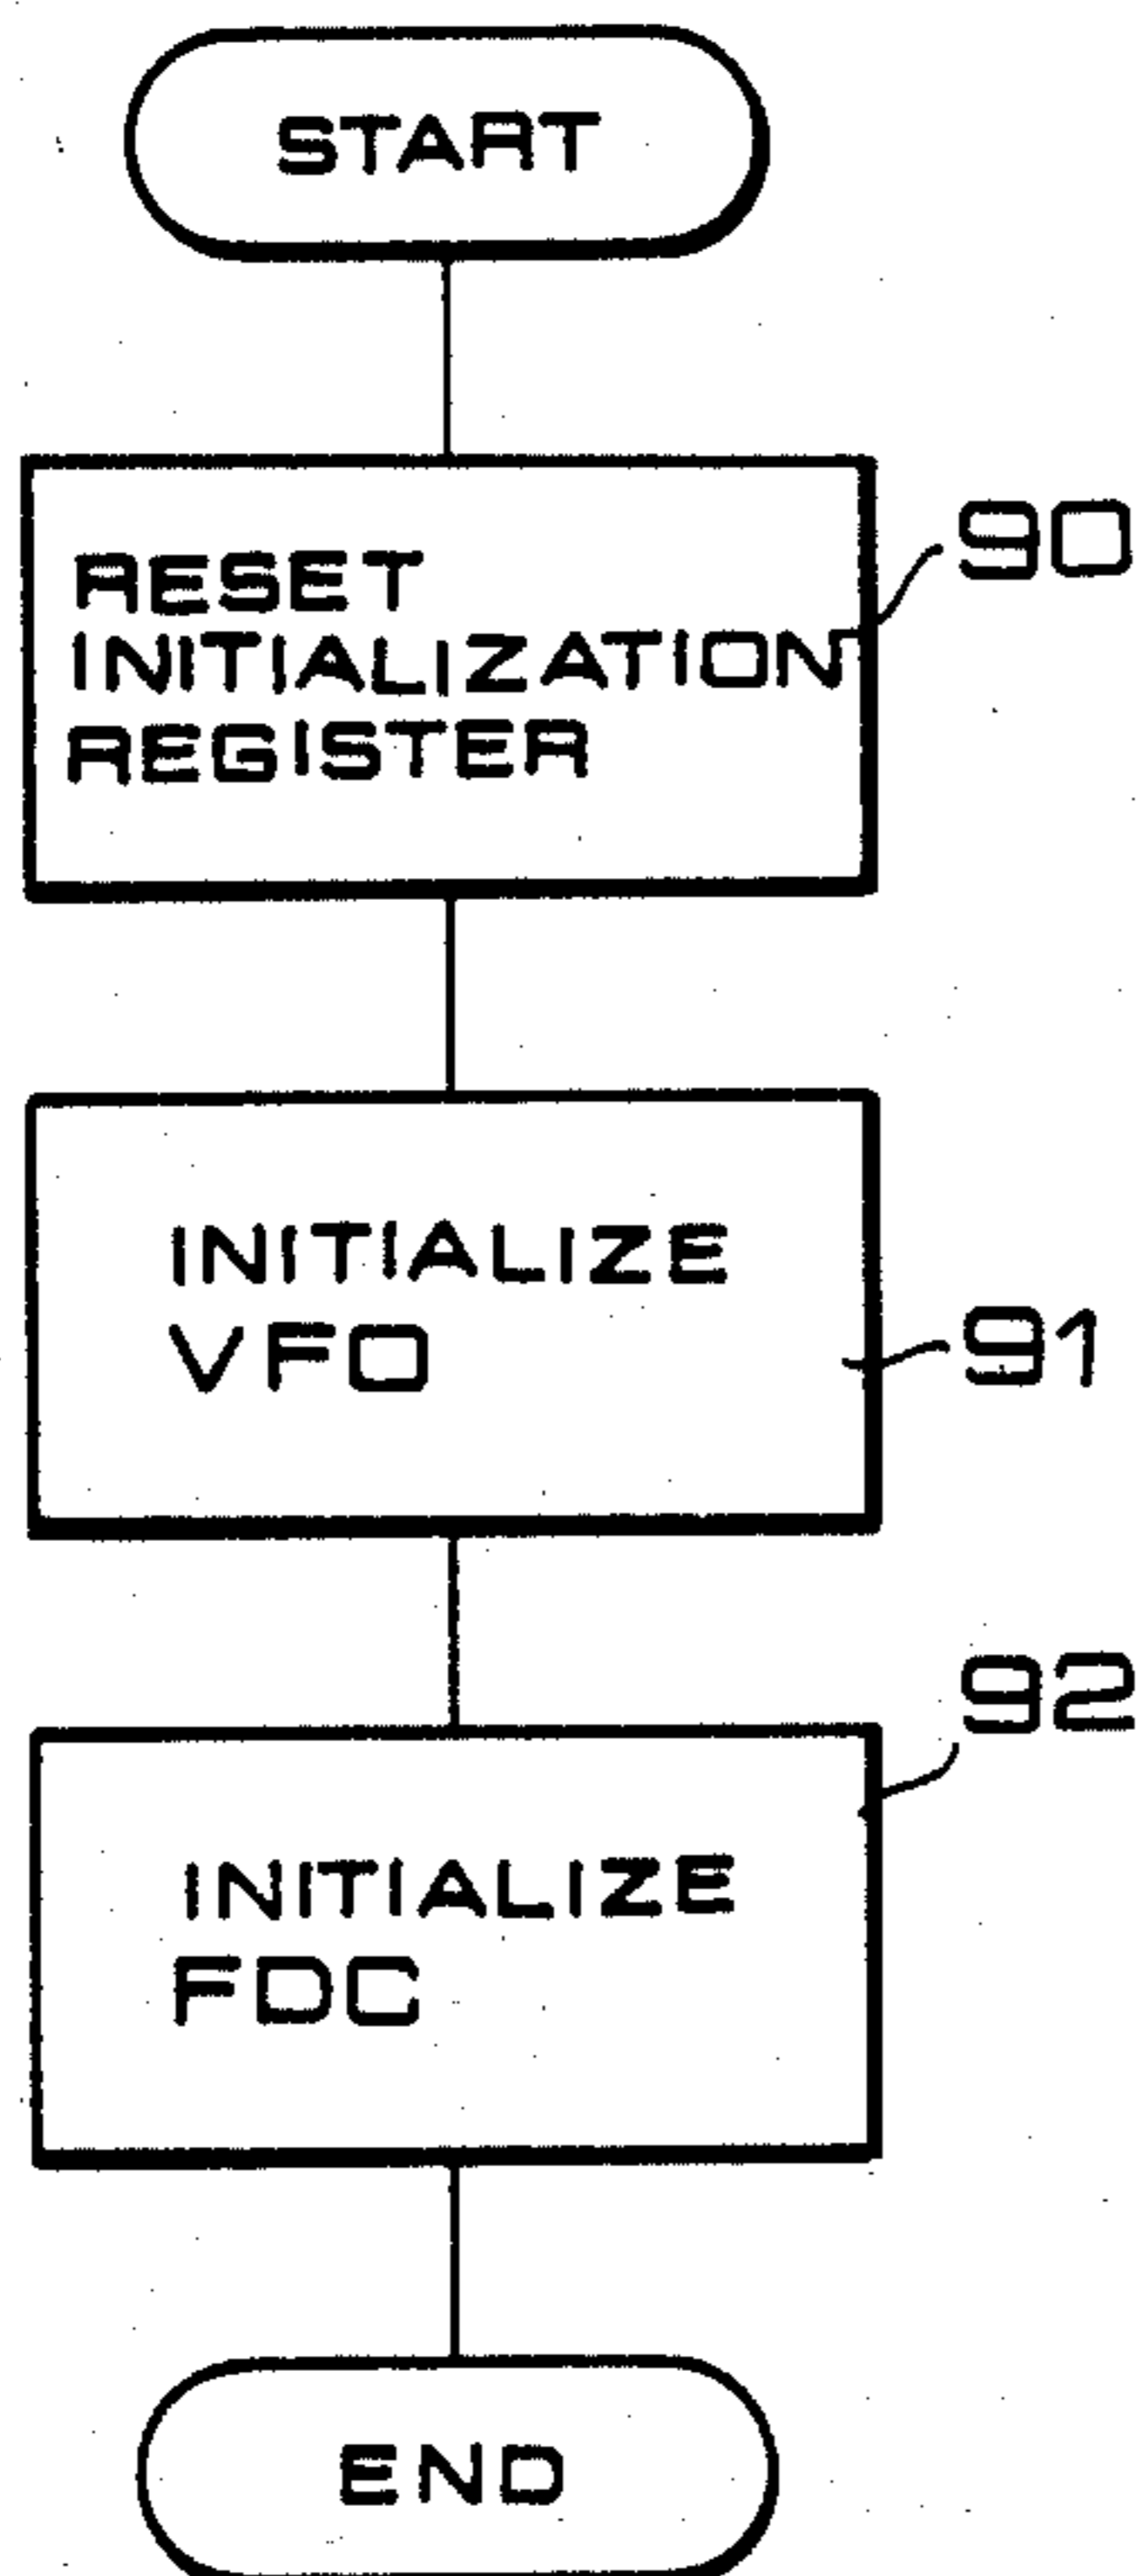 START
RESET
INITIALIZATION
REGISTER
90
INITIALIZE
VFO
91
92
INITIALIZE
FDC
END